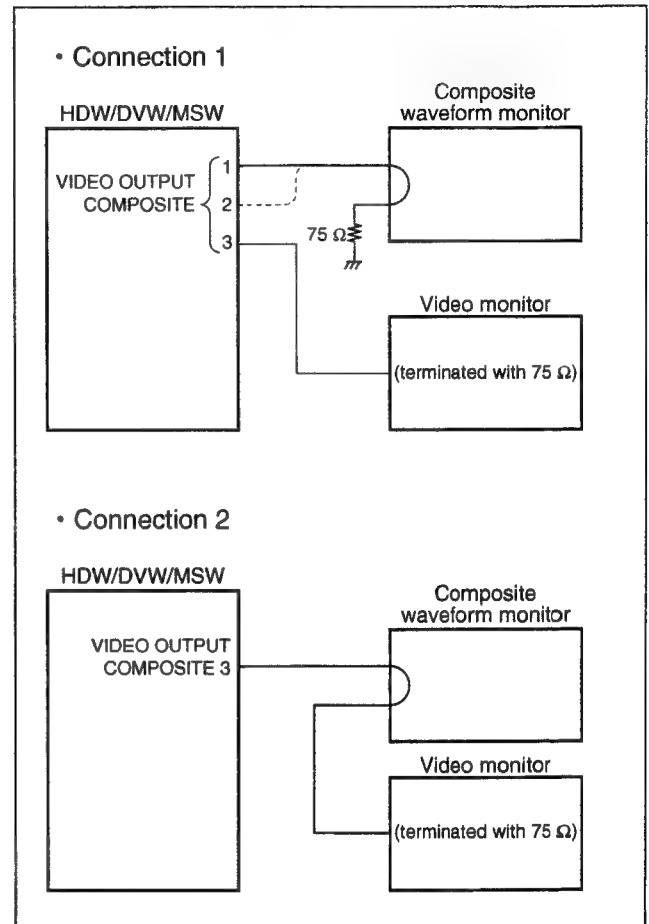 • Connection 1
HDW/DVW/MSW
VIDEO OUTPUT
COMPOSITE
1
2
3
Composite
waveform monitor
75 Ω
Video monitor
(terminated with 75 Ω)
• Connection 2
HDW/DVW/MSW
VIDEO OUTPUT
COMPOSITE 3
Composite
waveform monitor
Video monitor
(terminated with 75 Ω)